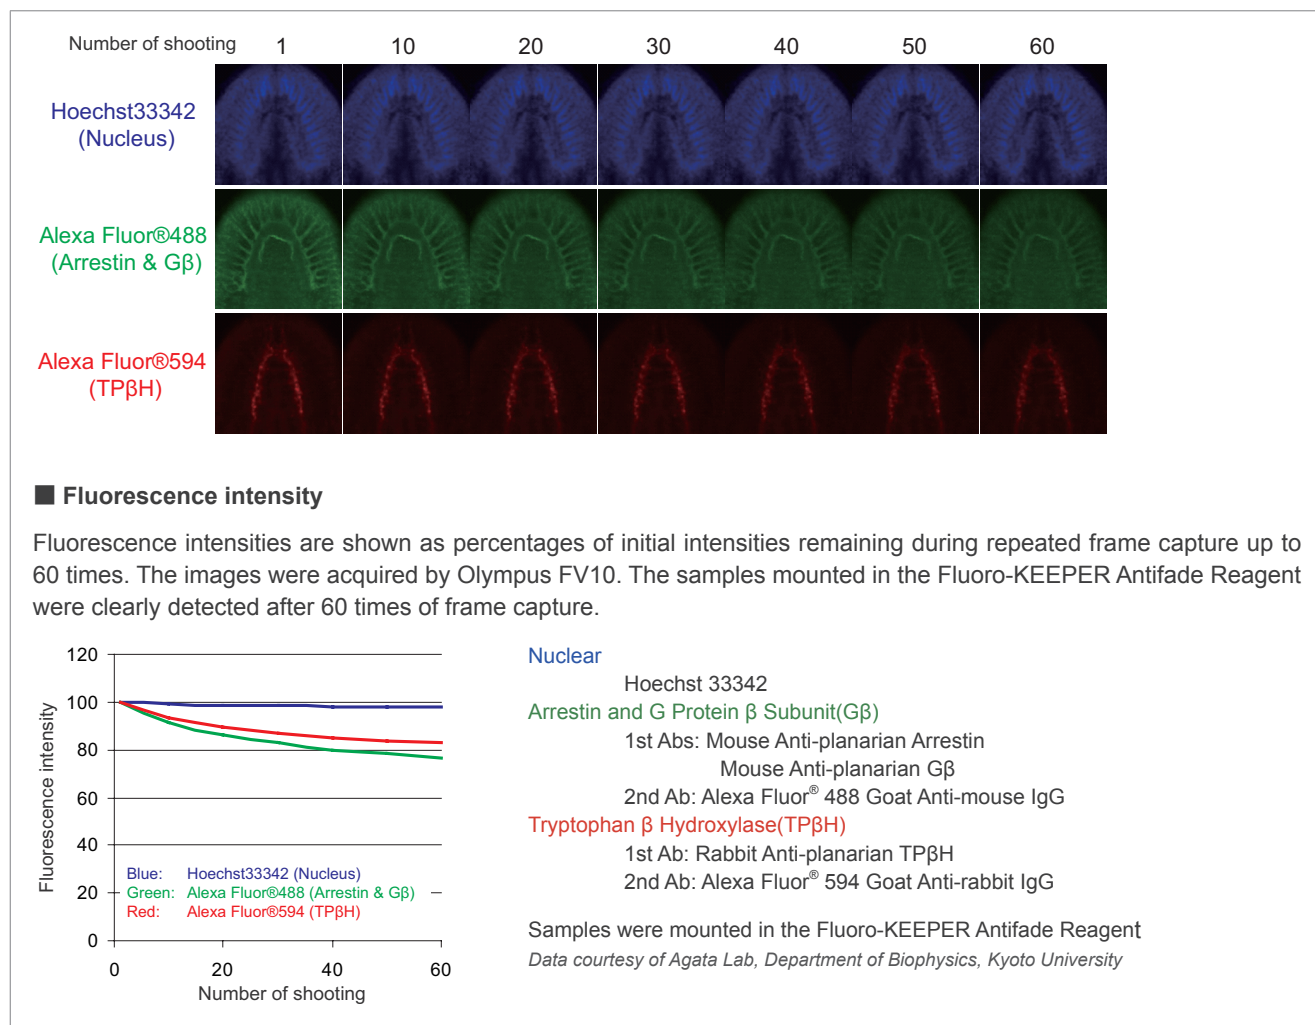 Number of shooting 1 10 20 30 40 50 60
Hoechst33342
(Nucleus)
Alexa Fluor®488
(Arrestin & Gβ)
Alexa Fluor®594
(TPβH)
■ Fluorescence intensity
Fluorescence intensities are shown as percentages of initial intensities remaining during repeated frame capture up to
60 times. The images were acquired by Olympus FV10. The samples mounted in the Fluoro-KEEPER Antifade Reagent
were clearly detected after 60 times of frame capture.
Fluorescence intensity
120
100
80
60
40
20
0
Blue: Hoechst33342 (Nucleus)
Green: Alexa Fluor®488 (Arrestin & Gβ)
Red: Alexa Fluor®594 (TPβH)
0 20 40 60
Number of shooting
Nuclear
Hoechst 33342
Arrestin and G Protein β Subunit(Gβ)
1st Abs: Mouse Anti-planarian Arrestin
Mouse Anti-planarian Gβ
2nd Ab: Alexa Fluor® 488 Goat Anti-mouse IgG
Tryptophan β Hydroxylase(TPβH)
1st Ab: Rabbit Anti-planarian TPβH
2nd Ab: Alexa Fluor® 594 Goat Anti-rabbit IgG
Samples were mounted in the Fluoro-KEEPER Antifade Reagent
Data courtesy of Agata Lab, Department of Biophysics, Kyoto University